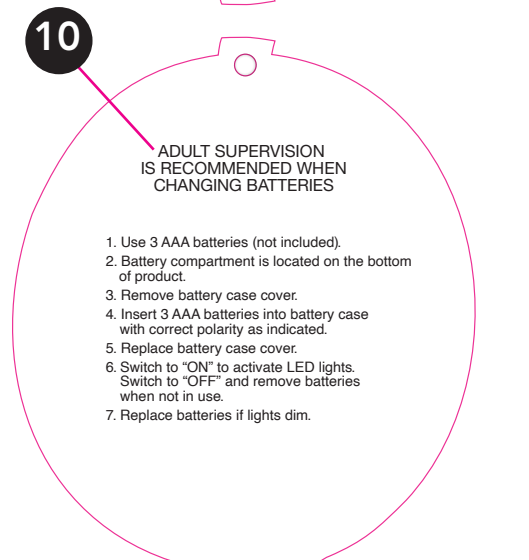 10
ADULT SUPERVISION
IS RECOMMENDED WHEN
CHANGING BATTERIES
1. Use 3 AAA batteries (not included).
2. Battery compartment is located on the bottom
of product.
3. Remove battery case cover.
4. Insert 3 AAA batteries into battery case
with correct polarity as indicated.
5. Replace battery case cover.
6. Switch to “ON” to activate LED lights.
Switch to “OFF” and remove batteries
when not in use.
7. Replace batteries if lights dim.